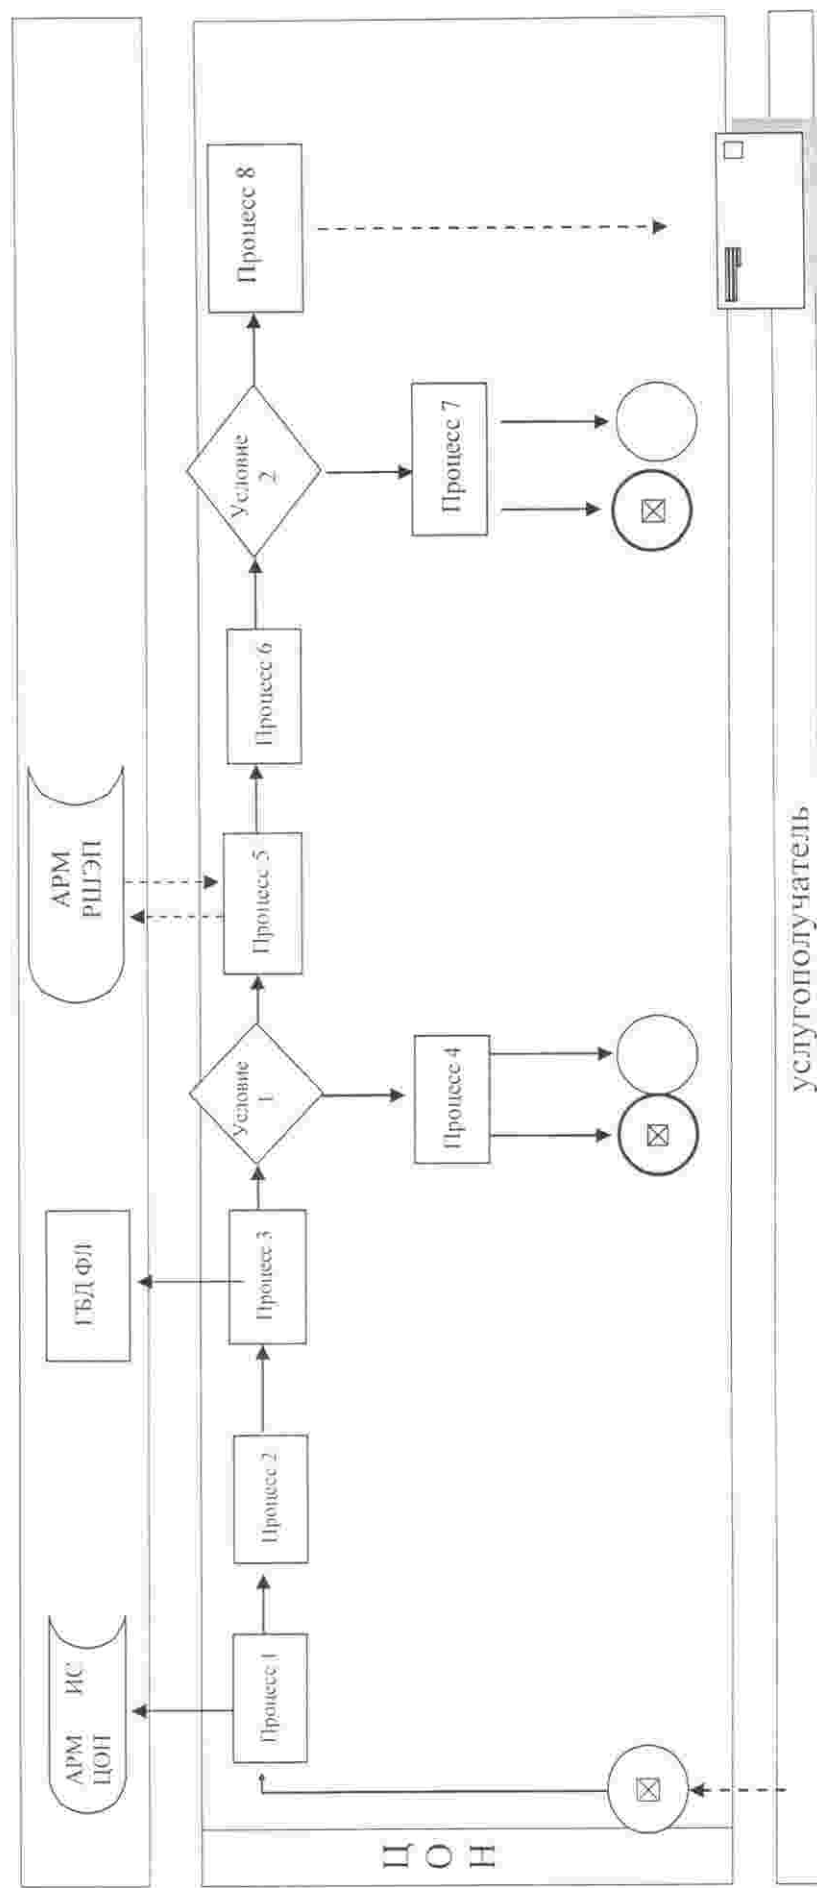 АРМ ИС
ЦОН
ГБД ФЛ
АРМ
РШЭП
ЦОН
Процесс 1
Процесс 2
Процесс 3
Условие
1
Процесс 5
Процесс 6
Условие
2
Процесс 8
Процесс 4
Процесс 7
услугополучатель